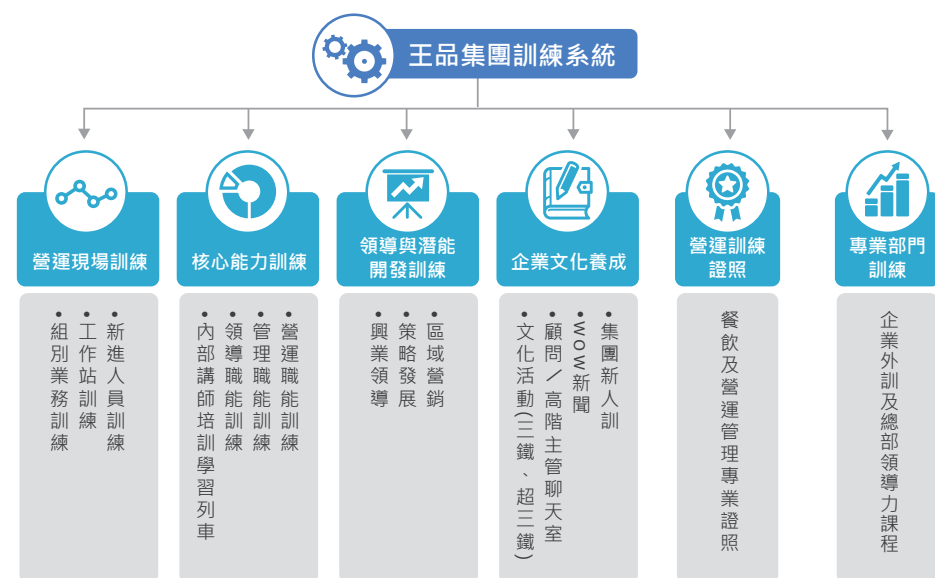 王品集團訓練系統
營運現場訓練
新進人員訓練
工作站訓練
組別業務訓練
核心能力訓練
營運職能訓練
管理職能訓練
領導職能訓練
內部講師培訓學習列車
領導與潛能
開發訓練
區域營銷
策略發展
興業領導
企業文化養成
集團新人訓
WOW新聞
顧問／高階主管聊天室
文化活動(三鐵、超三鐵)
營運訓練
證照
餐飲及營運管理專業證照
專業部門
訓練
企業外訓及總部領導力課程